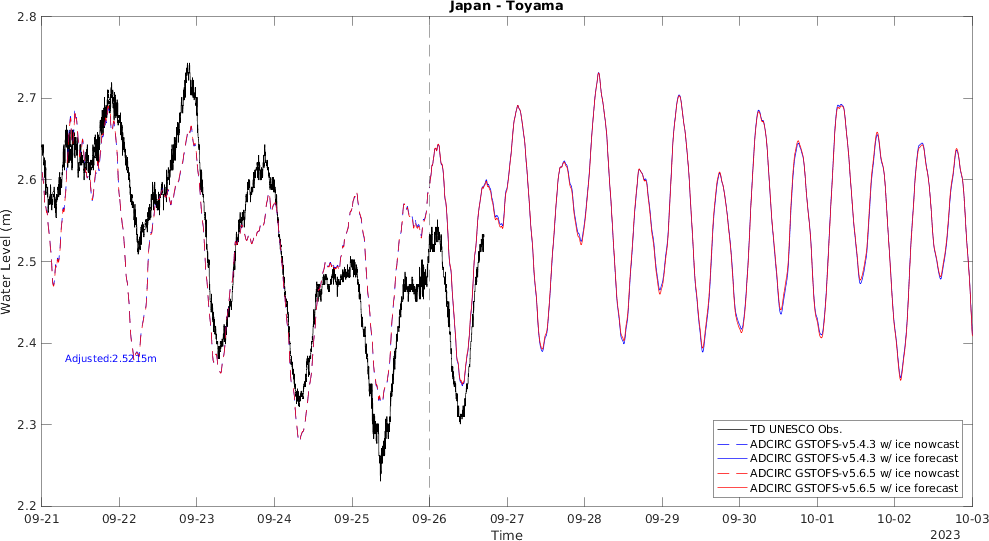 Japan - Toyama
Water Level (m)
2.8
2.7
2.6
2.5
2.4
2.3
2.2
Adjusted:2.5215m
TD UNESCO Obs.
ADCIRC GSTOFS-v5.4.3 w/ ice nowcast
ADCIRC GSTOFS-v5.4.3 w/ ice forecast
ADCIRC GSTOFS-v5.6.5 w/ ice nowcast
ADCIRC GSTOFS-v5.6.5 w/ ice forecast
09-21 09-22 09-23 09-24 09-25 09-26 09-27 09-28 09-29 09-30 10-01 10-02 10-03
Time
2023